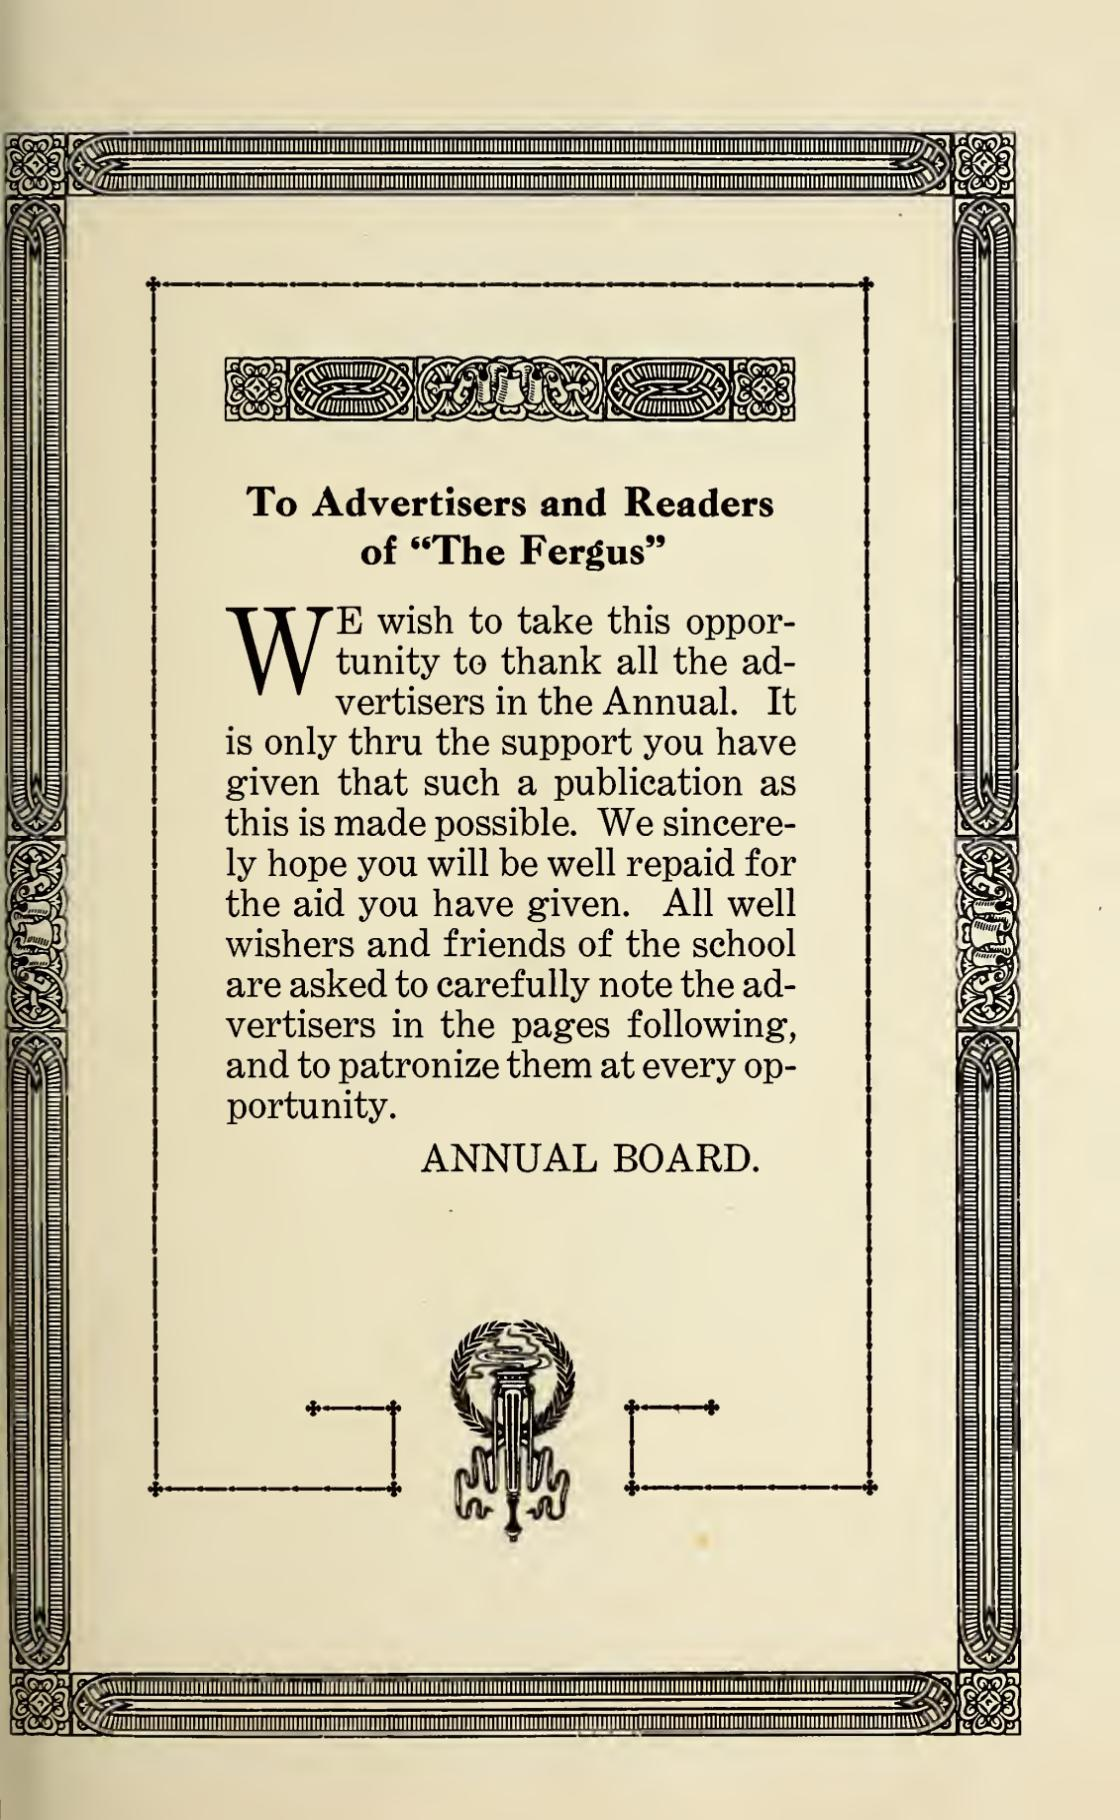 To Advertisers and Readers
of “The Fergus”
WE wish to take this oppor-
tunity to thank all the ad-
vertisers in the Annual. It
is only thru the support you have
given that such a publication as
this is made possible. We sincere-
ly hope you will be well repaid for
the aid you have given. All well
wishers and friends of the school
are asked to carefully note the ad-
vertisers in the pages following,
and to patronize them at every op-
portunity.
ANNUAL BOARD.